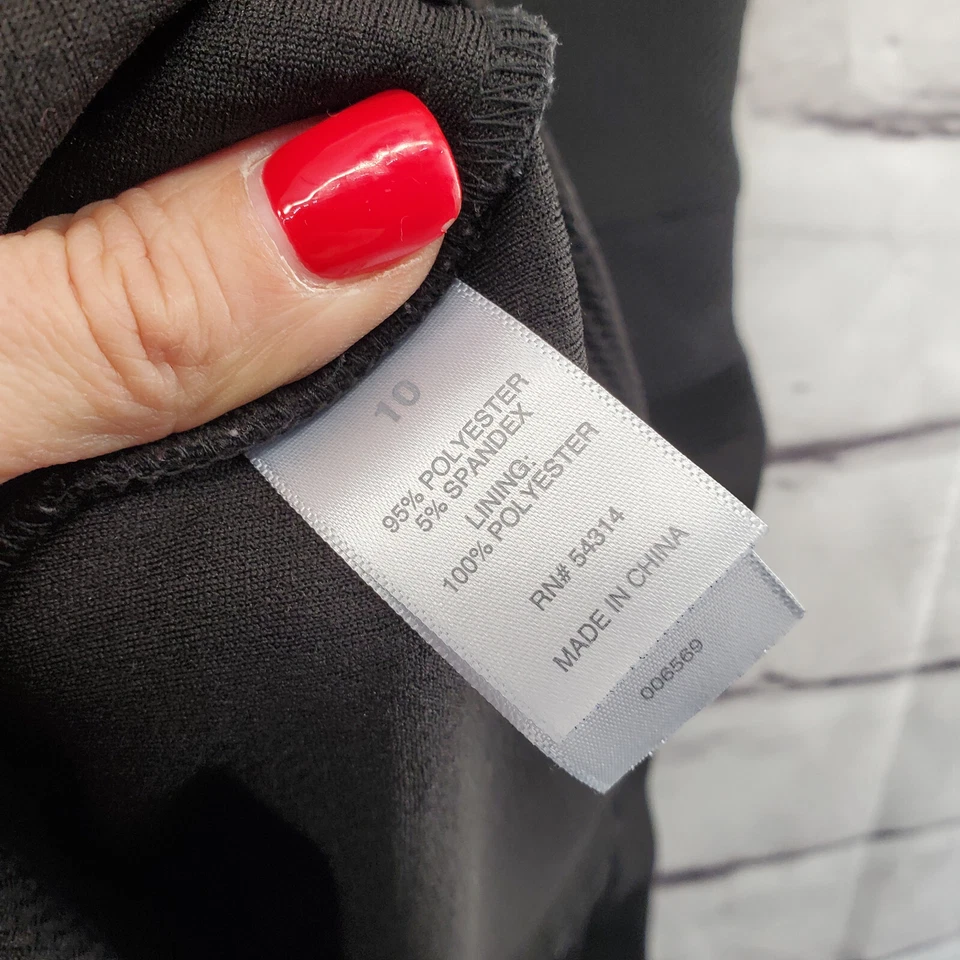 10
95% POLYESTER
5% SPANDEX
LINING:
100% POLYESTER
RN# 54314
MADE IN CHINA
006569